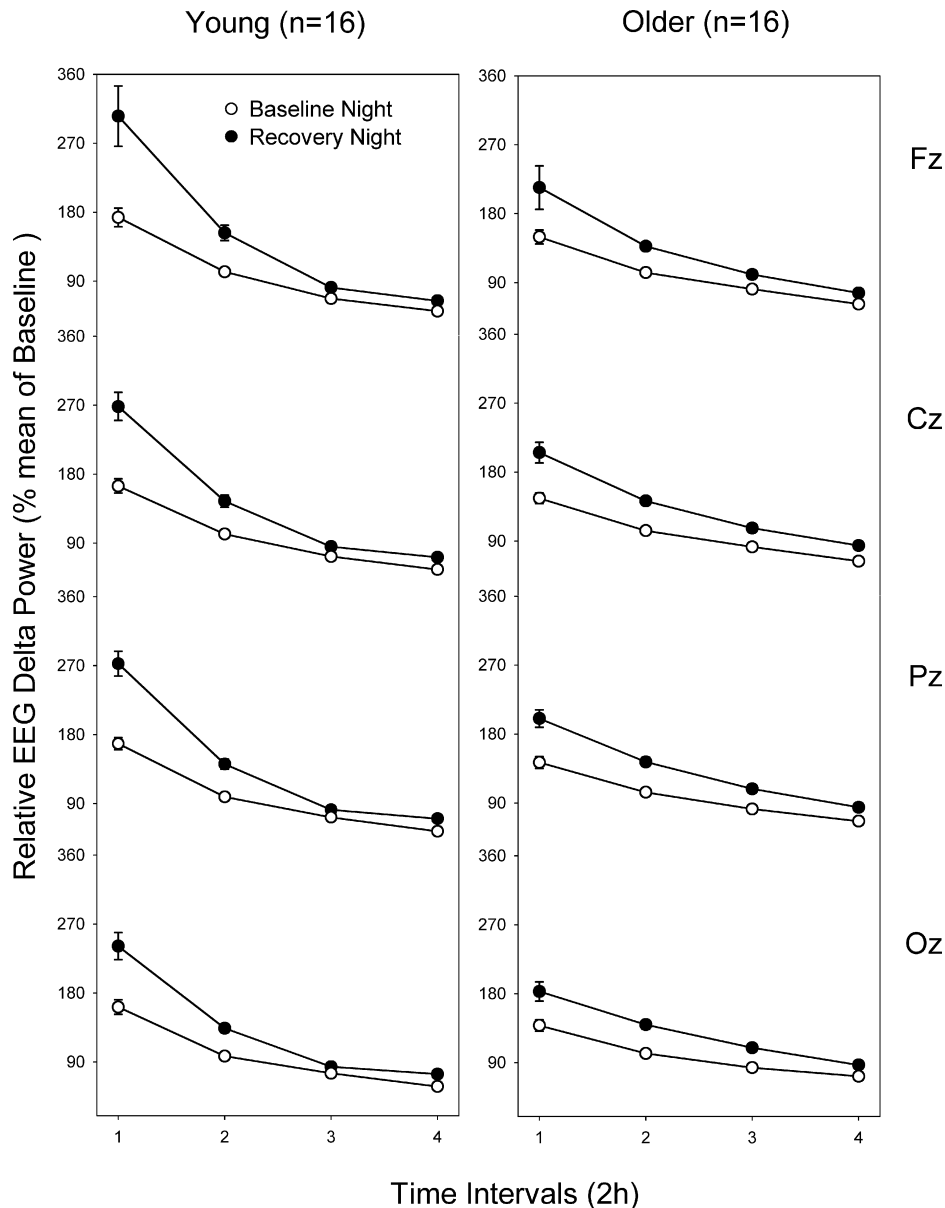 Young (n=16)
Older (n=16)
Relative EEG Delta Power (% mean of Baseline )
Baseline Night
Recovery Night
360
270
180
90
360
270
180
90
360
270
180
90
360
270
180
90
1 2 3 4
360
270
180
90
360
270
180
90
360
270
180
90
360
270
180
90
1 2 3 4
Fz
Cz
Pz
Oz
Time Intervals (2h)